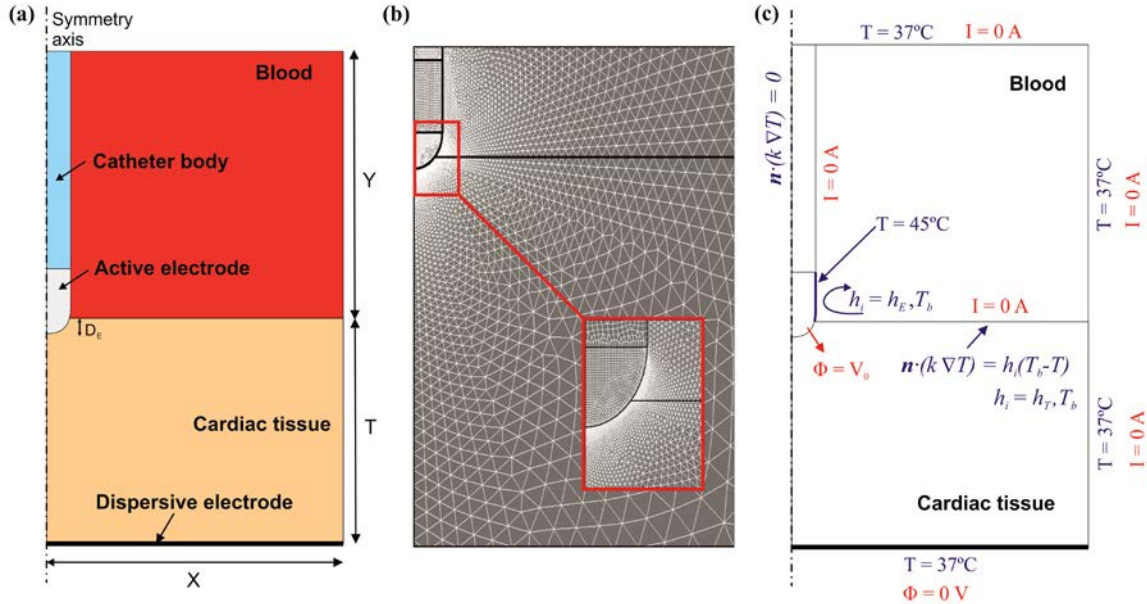 (a)
Symmetry
axis
Blood
Catheter body
Y
Active electrode
D_E
Cardiac tissue
T
Dispersive electrode
X
(b)
(c)
T = 37ºC I = 0 A
Blood
n·(k ∇T) = 0
I = 0 A
T = 37ºC
I = 0 A
T = 45ºC
h_i = h_E, T_b
I = 0 A
Φ = V_0
n·(k ∇T) = h_i(T_b-T)
h_i = h_T, T_b
T = 37ºC
I = 0 A
Cardiac tissue
T = 37ºC
Φ = 0 V